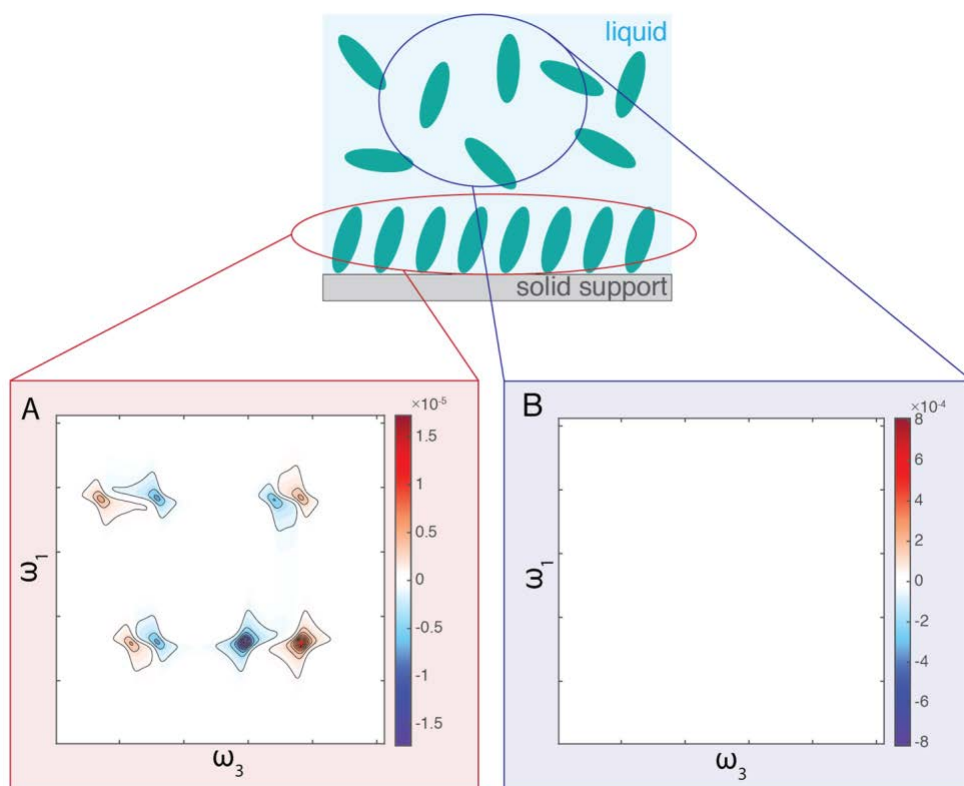 liquid
solid support
A
×10⁻⁵
1.5
1
0.5
0
-0.5
-1
-1.5
ω₁
ω₃
B
×10⁻⁴
8
6
4
2
0
-2
-4
-6
-8
ω₁
ω₃